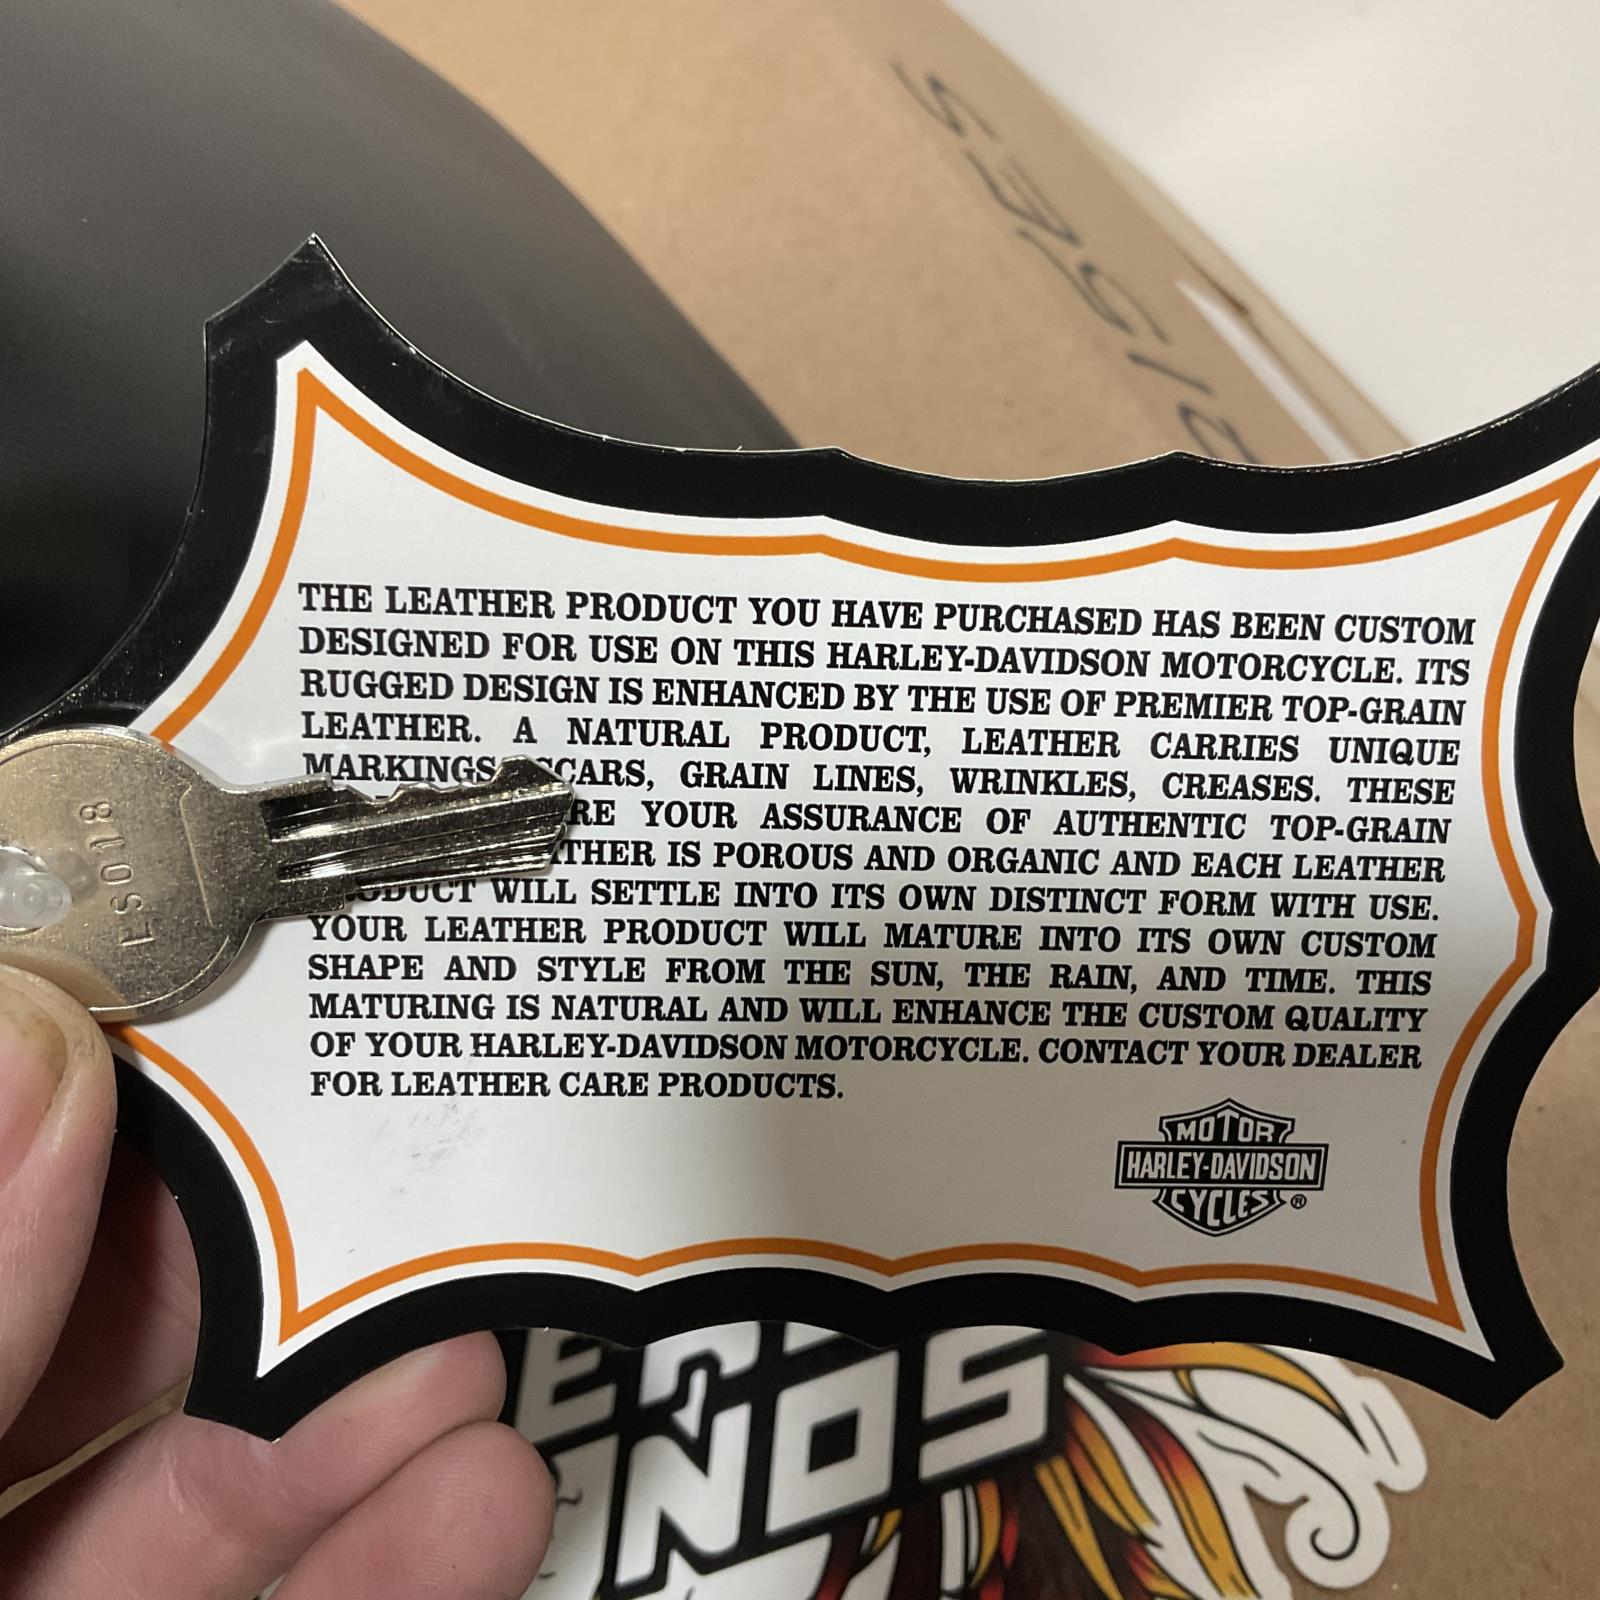 THE LEATHER PRODUCT YOU HAVE PURCHASED HAS BEEN CUSTOM
DESIGNED FOR USE ON THIS HARLEY-DAVIDSON MOTORCYCLE. ITS
RUGGED DESIGN IS ENHANCED BY THE USE OF PREMIER TOP-GRAIN
LEATHER. A NATURAL PRODUCT, LEATHER CARRIES UNIQUE
MARKINGS SCARS, GRAIN LINES, WRINKLES, CREASES. THESE
YOUR ASSURANCE OF AUTHENTIC TOP-GRAIN
IS POROUS AND ORGANIC AND EACH LEATHER
PRODUCT WILL SETTLE INTO ITS OWN DISTINCT FORM WITH USE.
YOUR LEATHER PRODUCT WILL MATURE INTO ITS OWN CUSTOM
SHAPE AND STYLE FROM THE SUN, THE RAIN, AND TIME. THIS
MATURING IS NATURAL AND WILL ENHANCE THE CUSTOM QUALITY
OF YOUR HARLEY-DAVIDSON MOTORCYCLE. CONTACT YOUR DEALER
FOR LEATHER CARE PRODUCTS.
MOTOR
HARLEY-DAVIDSON
CYCLES ®
LS018